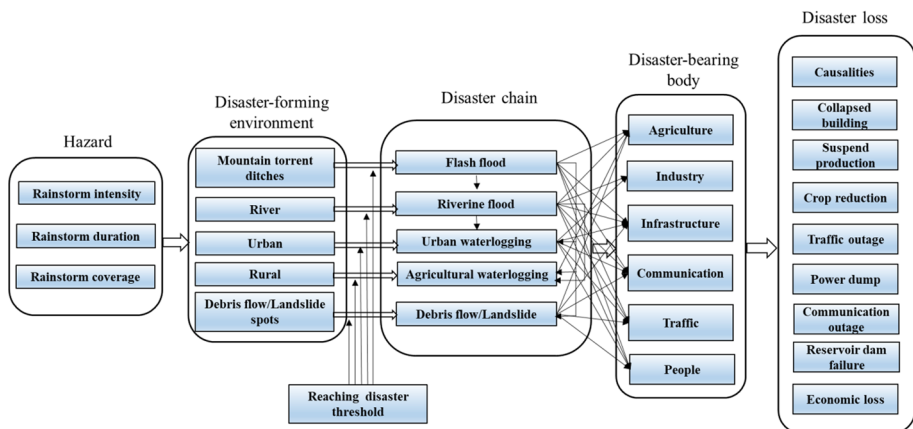 Hazard
Rainstorm intensity
Rainstorm duration
Rainstorm coverage
Disaster-forming
environment
Mountain torrent
ditches
River
Urban
Rural
Debris flow/Landslide
spots
Reaching disaster
threshold
Disaster chain
Flash flood
Riverine flood
Urban waterlogging
Agricultural waterlogging
Debris flow/Landslide
Disaster-bearing
body
Agriculture
Industry
Infrastructure
Communication
Traffic
People
Disaster loss
Causalities
Collapsed
building
Suspend
production
Crop reduction
Traffic outage
Power dump
Communication
outage
Reservoir dam
failure
Economic loss